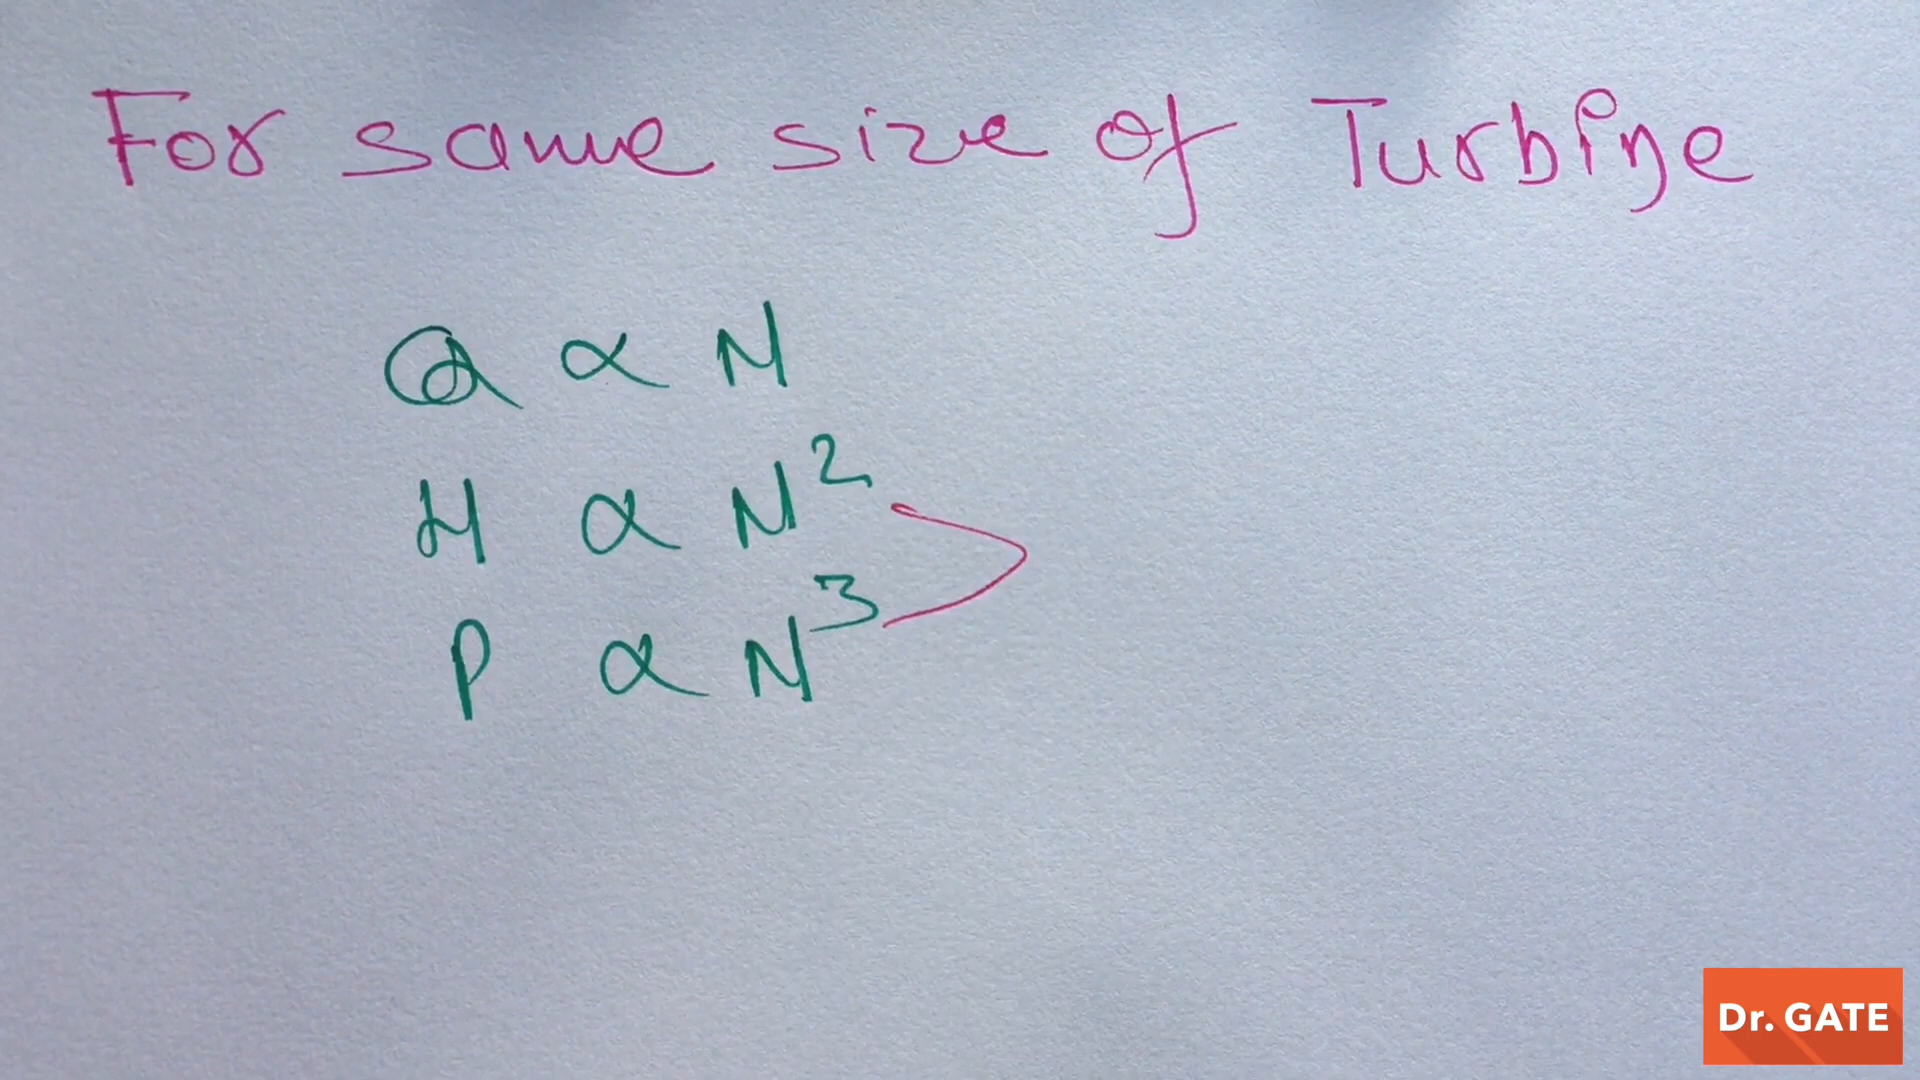 For same size of Turbine
Q ∝ N
H ∝ N²
P ∝ N³
Dr. GATE